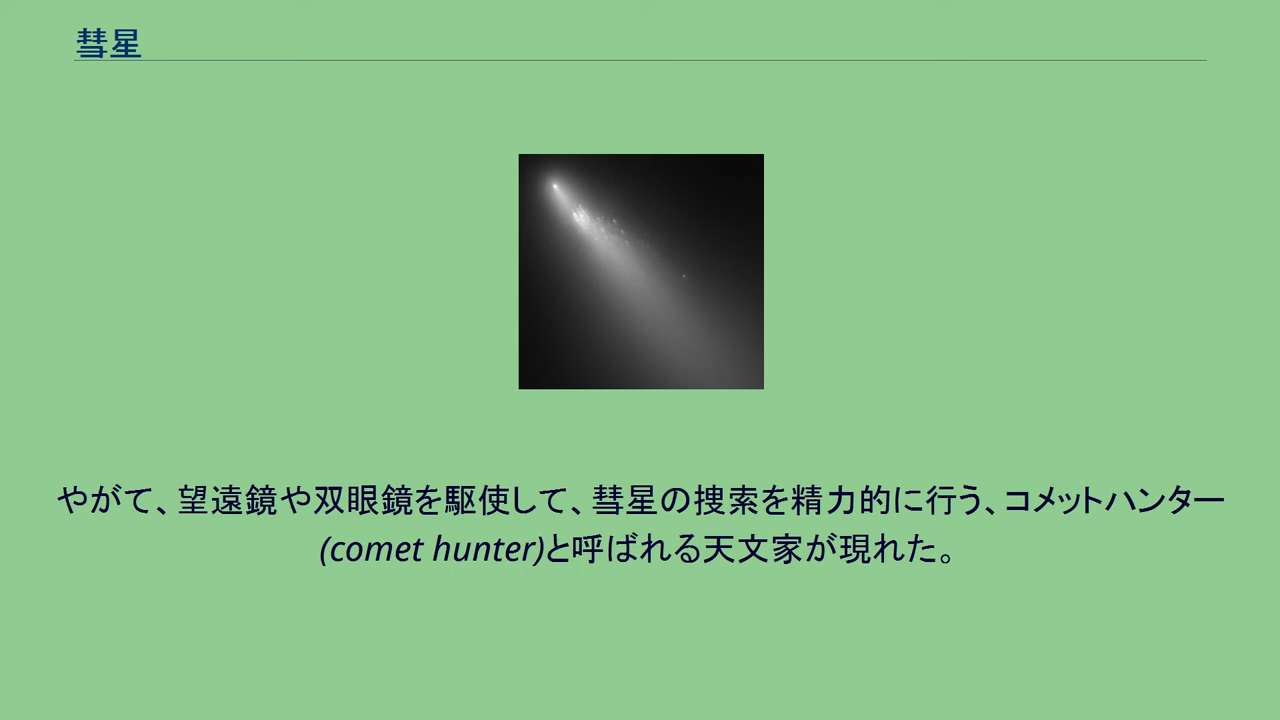 彗星
やがて、望遠鏡や双眼鏡を駆使して、彗星の捜索を精力的に行う、コメットハンター
(comet hunter)と呼ばれる天文家が現れた。